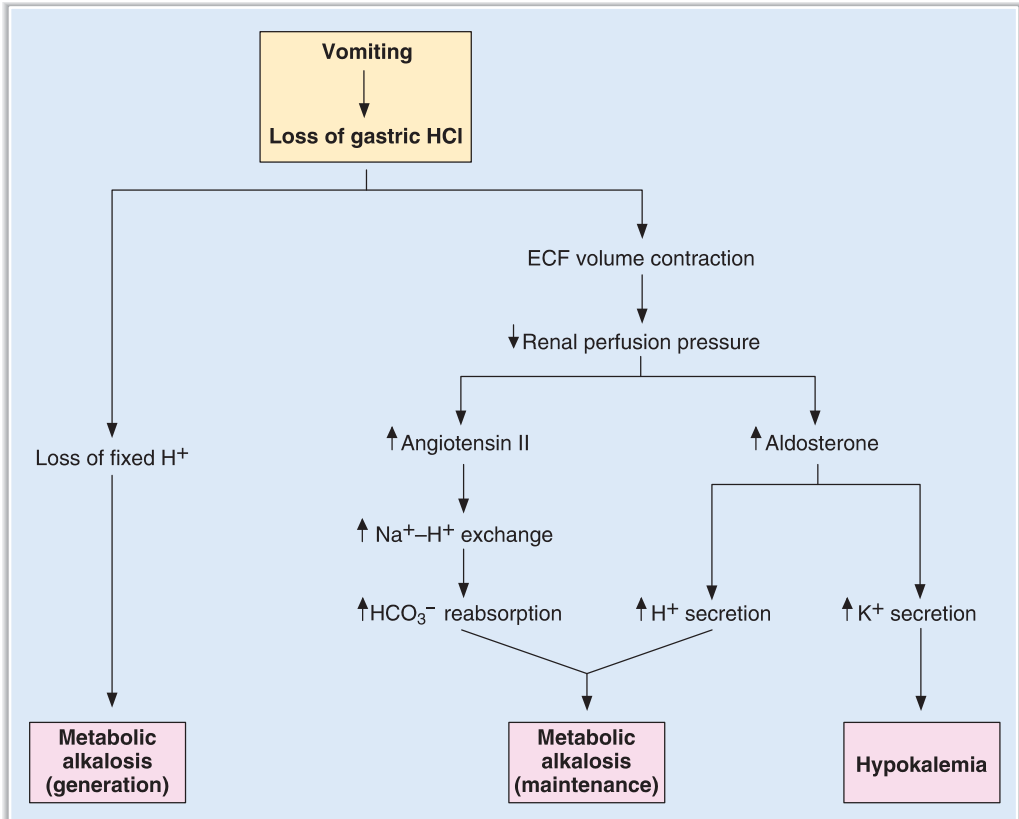 Vomiting
Loss of gastric HCl
ECF volume contraction
↓Renal perfusion pressure
↑Angiotensin II
↑Aldosterone
Loss of fixed H⁺
↑ Na⁺–H⁺ exchange
↑HCO₃⁻ reabsorption
↑H⁺ secretion
↑K⁺ secretion
Metabolic
alkalosis
(generation)
Metabolic
alkalosis
(maintenance)
Hypokalemia